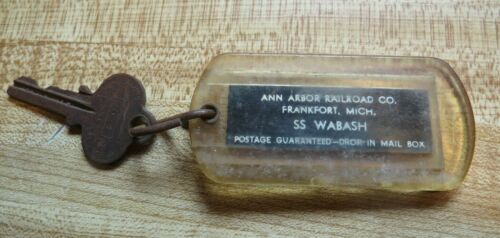 ANN ARBOR RAILROAD CO.
FRANKFORT, MICH.
SS WABASH
POSTAGE GUARANTEED—DROP IN MAIL BOX